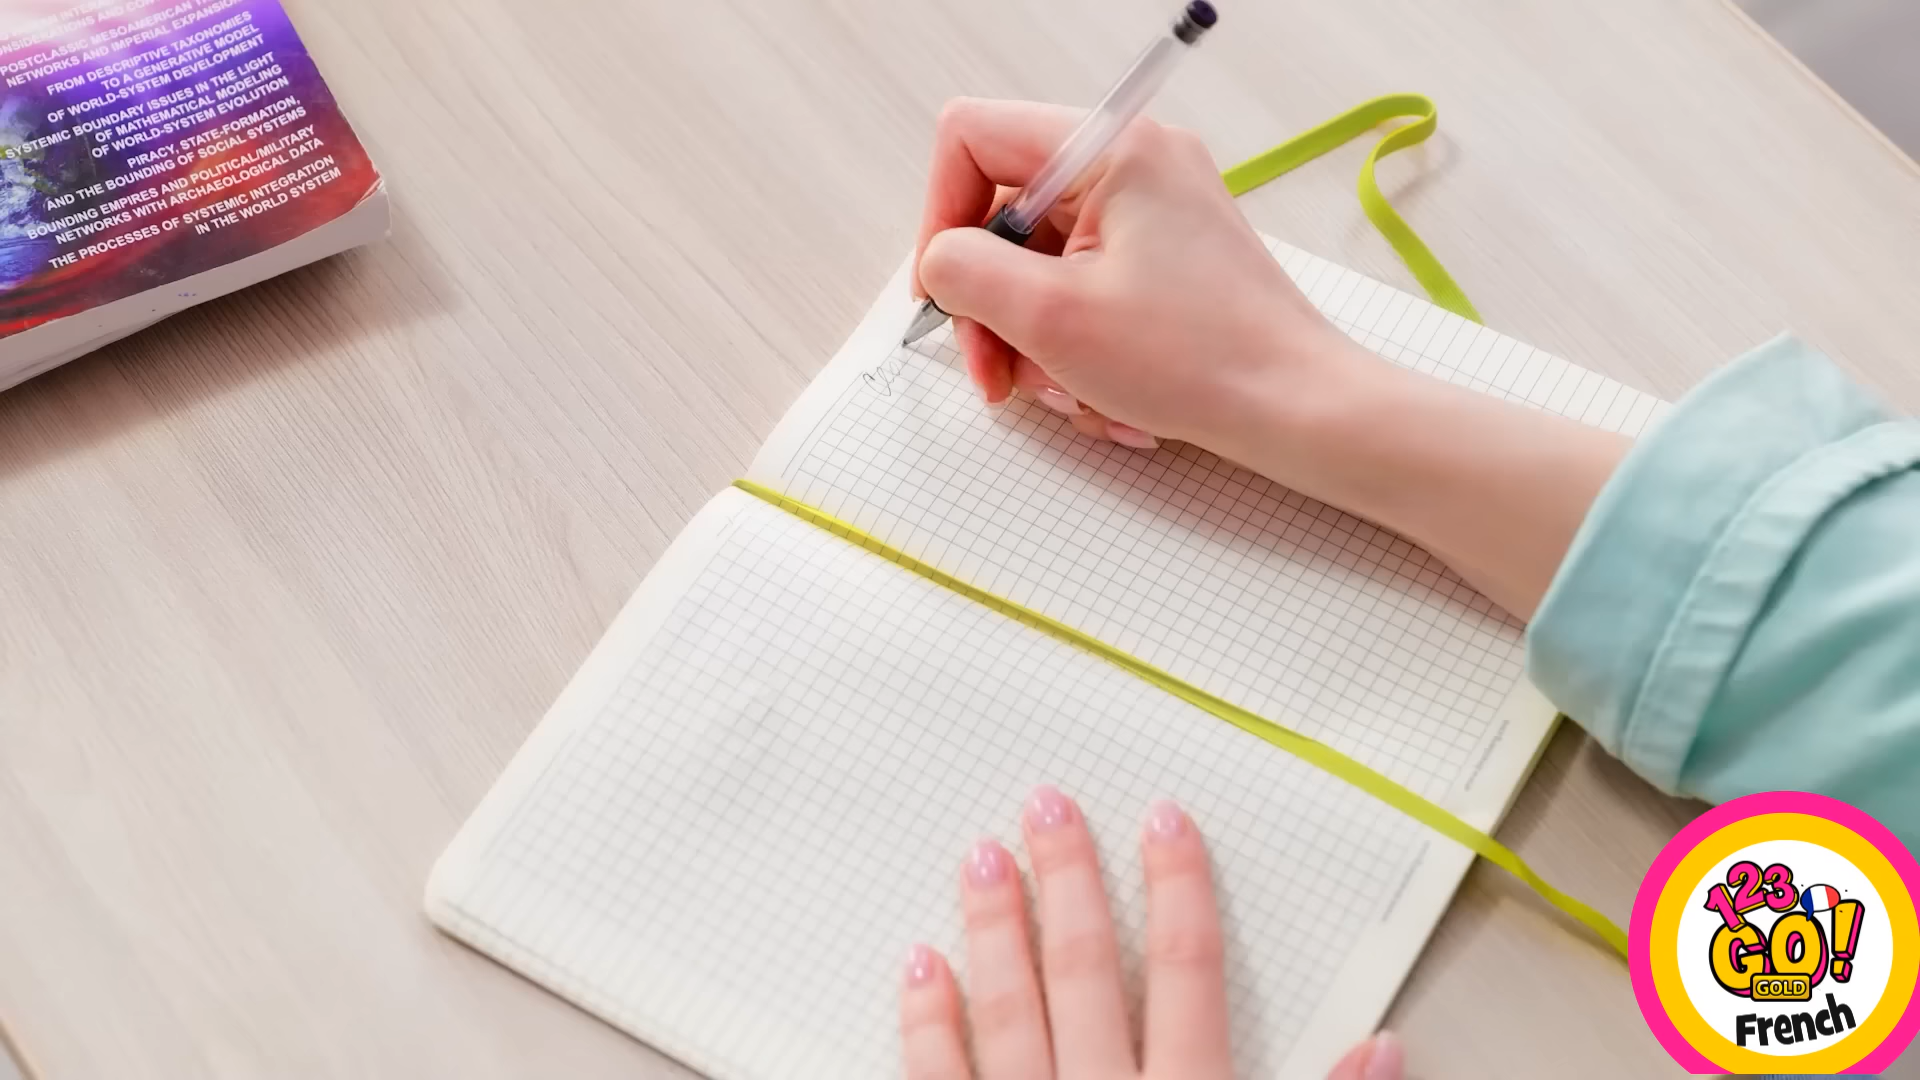 CONSIDERATIONS AND CON
POSTCLASSIC MESOAMERICAN
NETWORKS AND IMPERIAL EXPANSION
FROM DESCRIPTIVE TAXONOMIES
TO A GENERATIVE MODEL
OF WORLD-SYSTEM DEVELOPMENT
SYSTEMIC BOUNDARY ISSUES IN THE LIGHT
OF MATHEMATICAL MODELING
OF WORLD-SYSTEM EVOLUTION
PIRACY, STATE-FORMATION,
AND THE BOUNDING OF SOCIAL SYSTEMS
BOUNDING EMPIRES AND POLITICAL/MILITARY
NETWORKS WITH ARCHAEOLOGICAL DATA
THE PROCESSES OF SYSTEMIC INTEGRATION
IN THE WORLD SYSTEM
123
GO!
GOLD
French